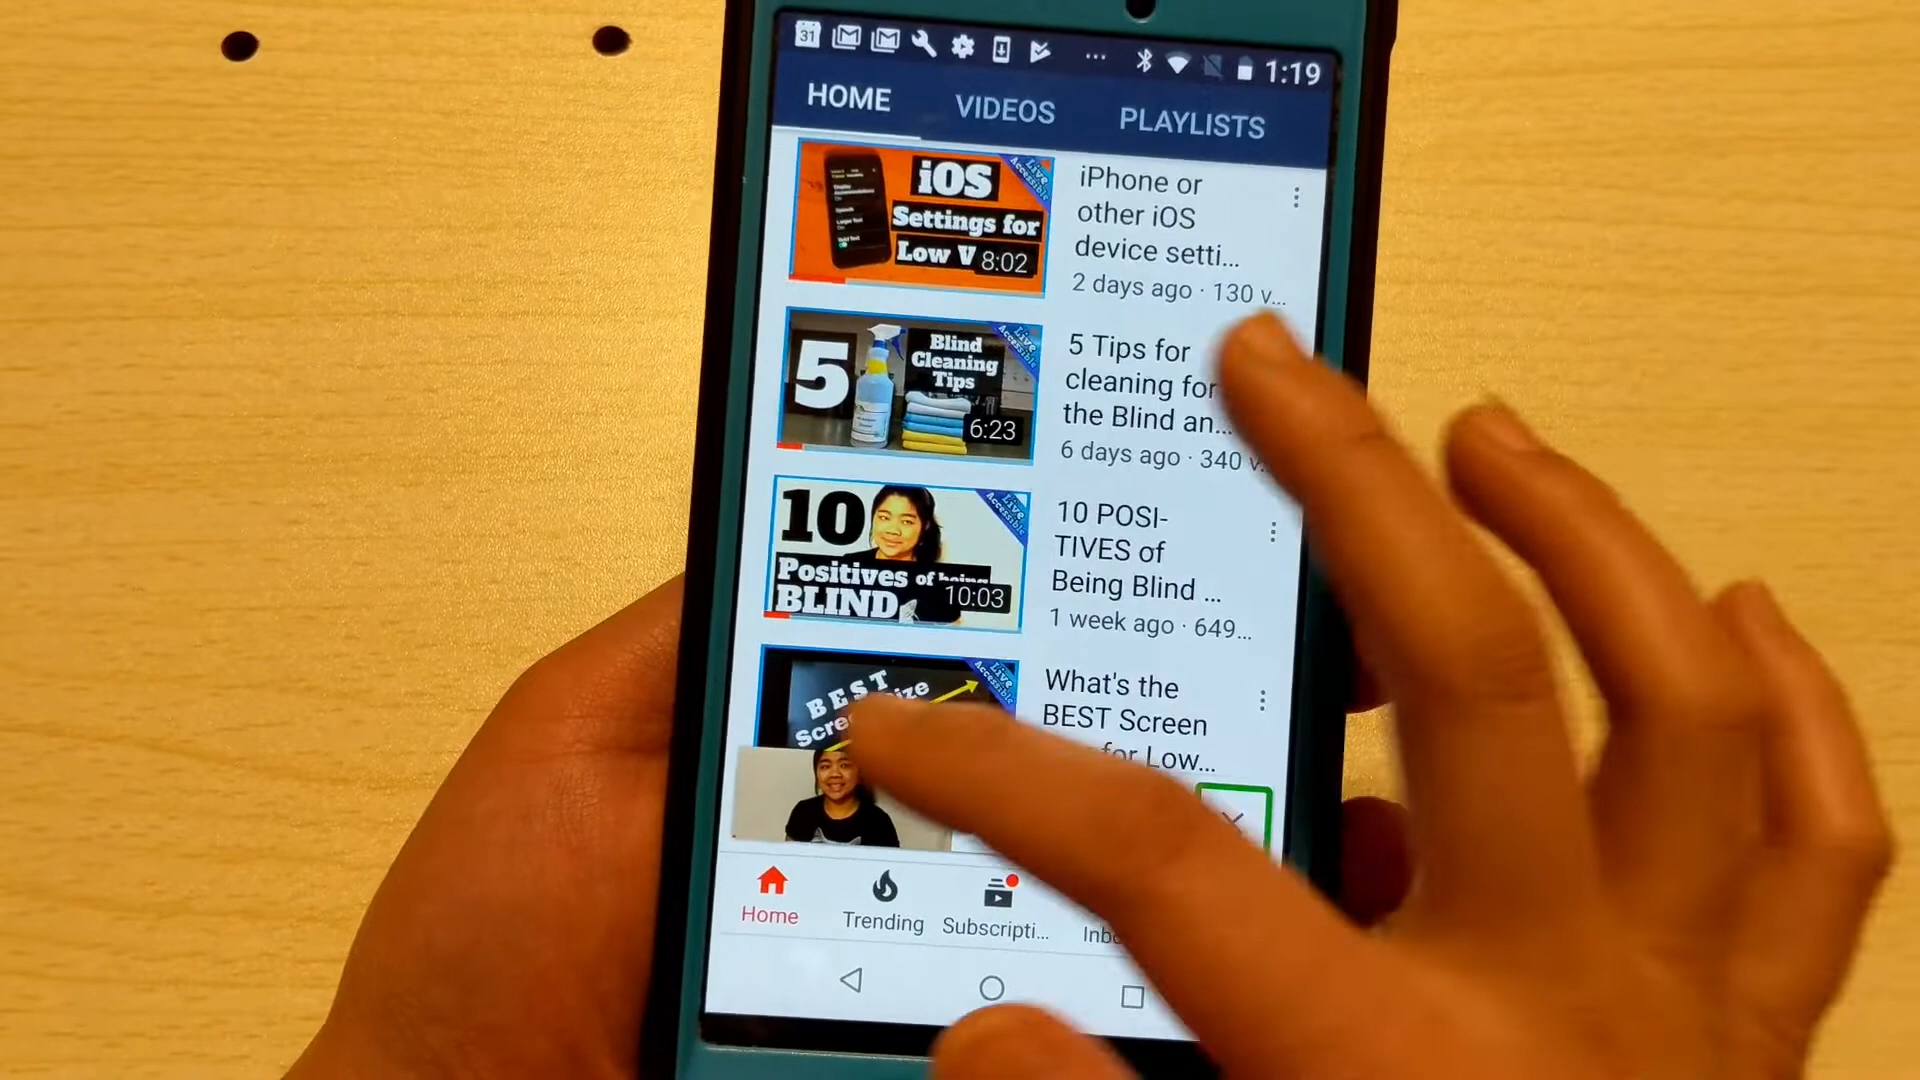 31
1:19
HOME VIDEOS PLAYLISTS
iOS
Settings for
Low V
8:02
Live
Accessible
iPhone or
other iOS
device setti...
2 days ago · 130 v...
5
Blind
Cleaning
Tips
6:23
Live
Accessible
5 Tips for
cleaning for
the Blind an...
6 days ago · 340 v...
10
Positives of being
BLIND
10:03
Live
Accessible
10 POSI-
TIVES of
Being Blind ...
1 week ago · 649...
BEST
Live
Accessible
What's the
BEST Screen
for Low...
Home
Trending
Subscripti...